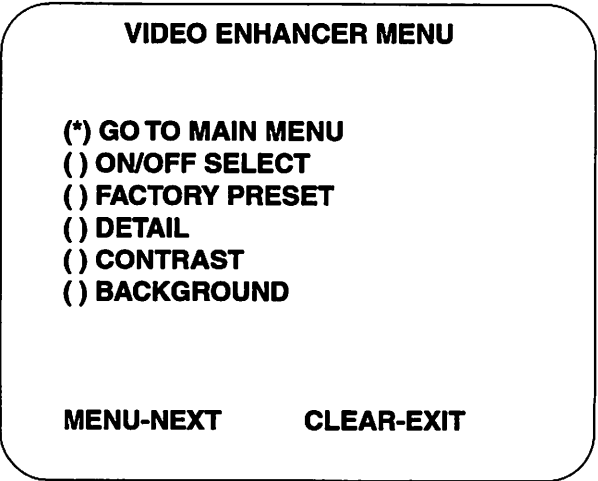 VIDEO ENHANCER MENU
(*) GO TO MAIN MENU
( ) ON/OFF SELECT
( ) FACTORY PRESET
( ) DETAIL
( ) CONTRAST
( ) BACKGROUND
MENU-NEXT CLEAR-EXIT